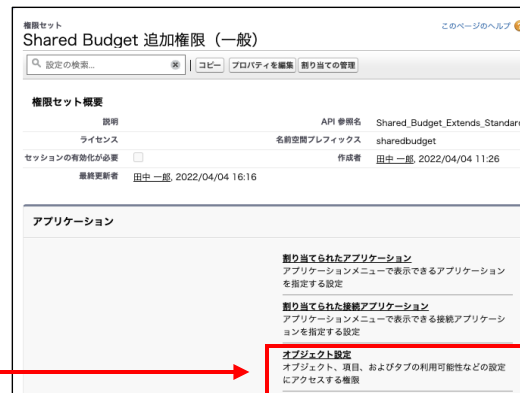 権限セット
Shared Budget 追加権限（一般）
このページのヘルプ
設定の検索...
コピー プロパティを編集 割り当ての管理
権限セット概要
説明
API 参照名 Shared_Budget_Extends_Standard
ライセンス
名前空間プレフィックス sharedbudget
セッションの有効化が必要
作成者 田中 一郎, 2022/04/04 11:26
最終更新者 田中 一郎, 2022/04/04 16:16
アプリケーション
割り当てられたアプリケーション
アプリケーションメニューで表示できるアプリケーション
を指定する設定
割り当てられた接続アプリケーション
アプリケーションメニューで表示できる接続アプリケーシ
ョンを指定する設定
オブジェクト設定
オブジェクト、項目、およびタブの利用可能性などの設定
にアクセスする権限